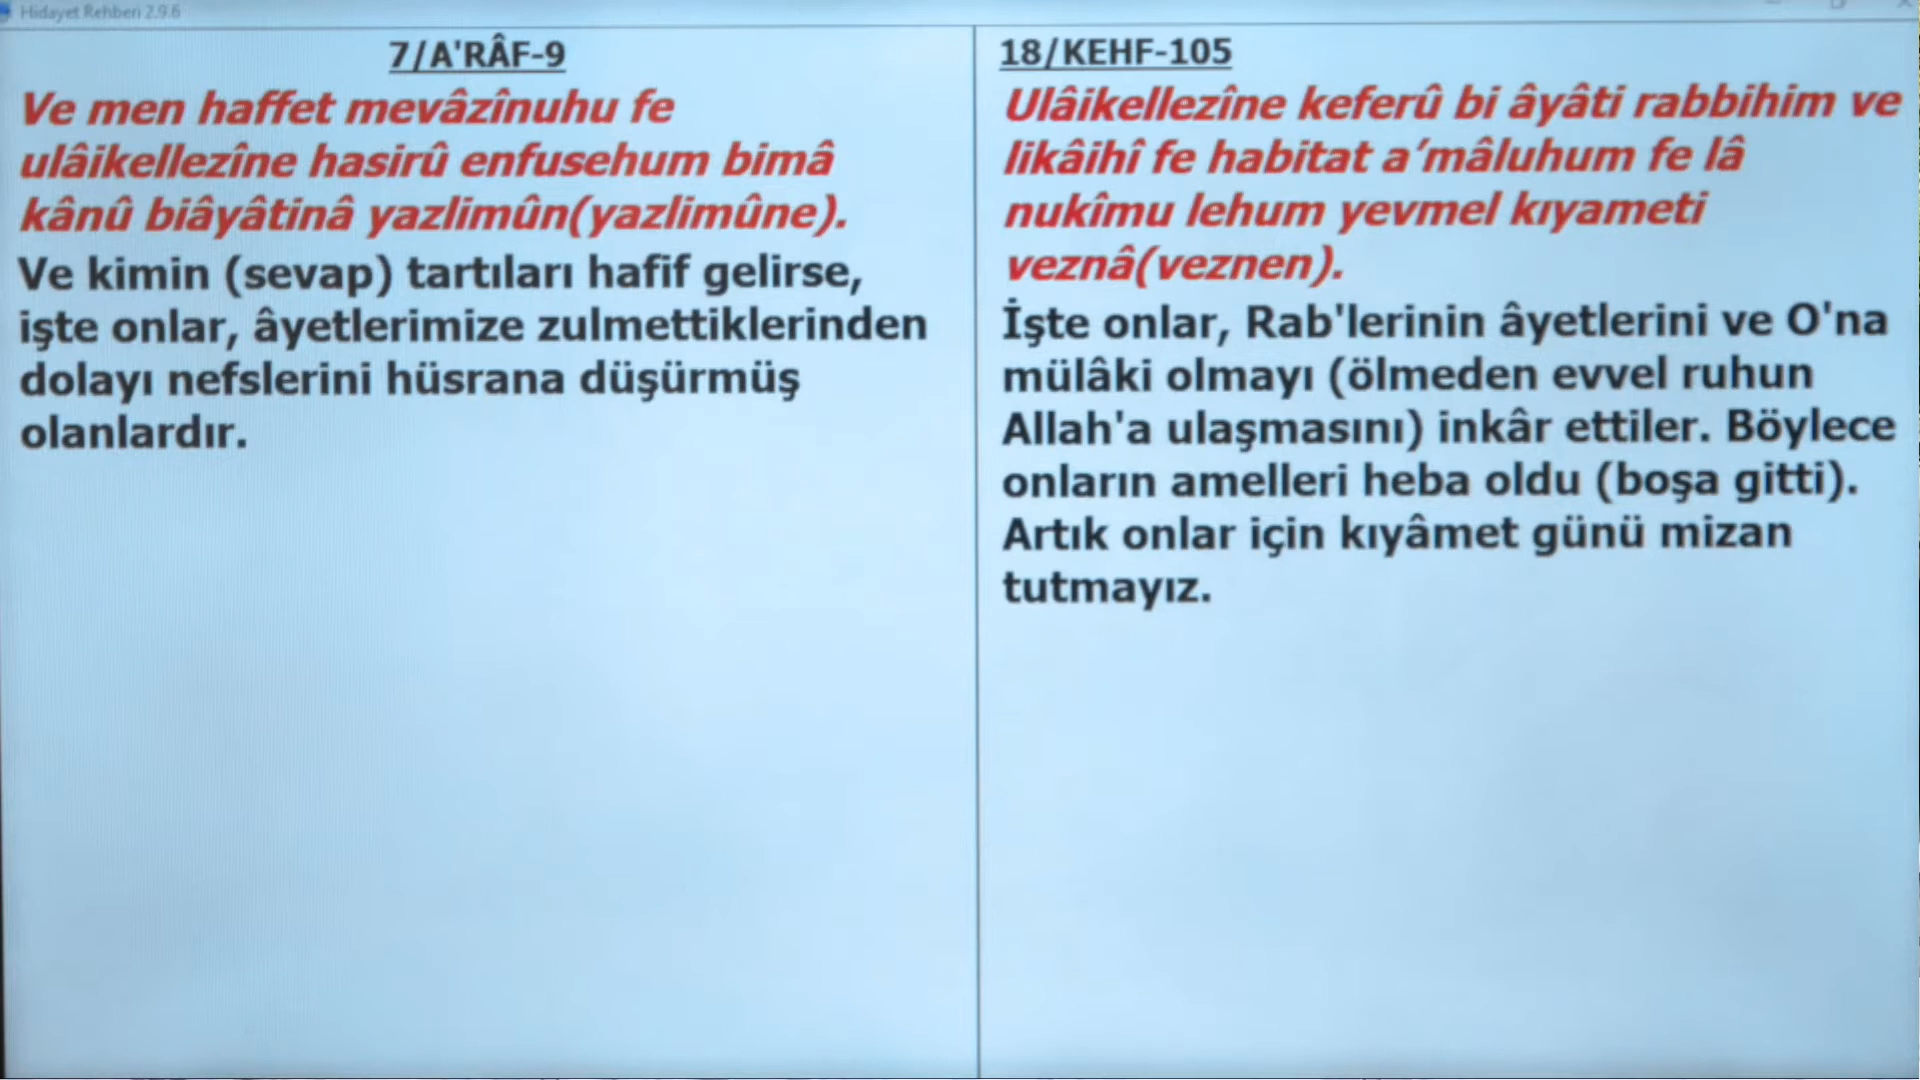 Hidayet Rehberi 2.9.6
7/A'RÂF-9
Ve men haffet mevâzînuhu fe
ulâikellezîne hasirû enfusehum bimâ
kânû biâyâtinâ yazlimûn(yazlimûne).
Ve kimin (sevap) tartıları hafif gelirse,
işte onlar, âyetlerimize zulmettiklerinden
dolayı nefslerini hüsrana düşürmüş
olanlardır.
18/KEHF-105
Ulâikellezîne keferû bi âyâti rabbihim ve
likâihî fe habitat a’mâluhum fe lâ
nukîmu lehum yevmel kıyameti
veznâ(veznen).
İşte onlar, Rab'lerinin âyetlerini ve O'na
mülâki olmayı (ölmeden evvel ruhun
Allah'a ulaşmasını) inkâr ettiler. Böylece
onların amelleri heba oldu (boşa gitti).
Artık onlar için kıyâmet günü mizan
tutmayız.